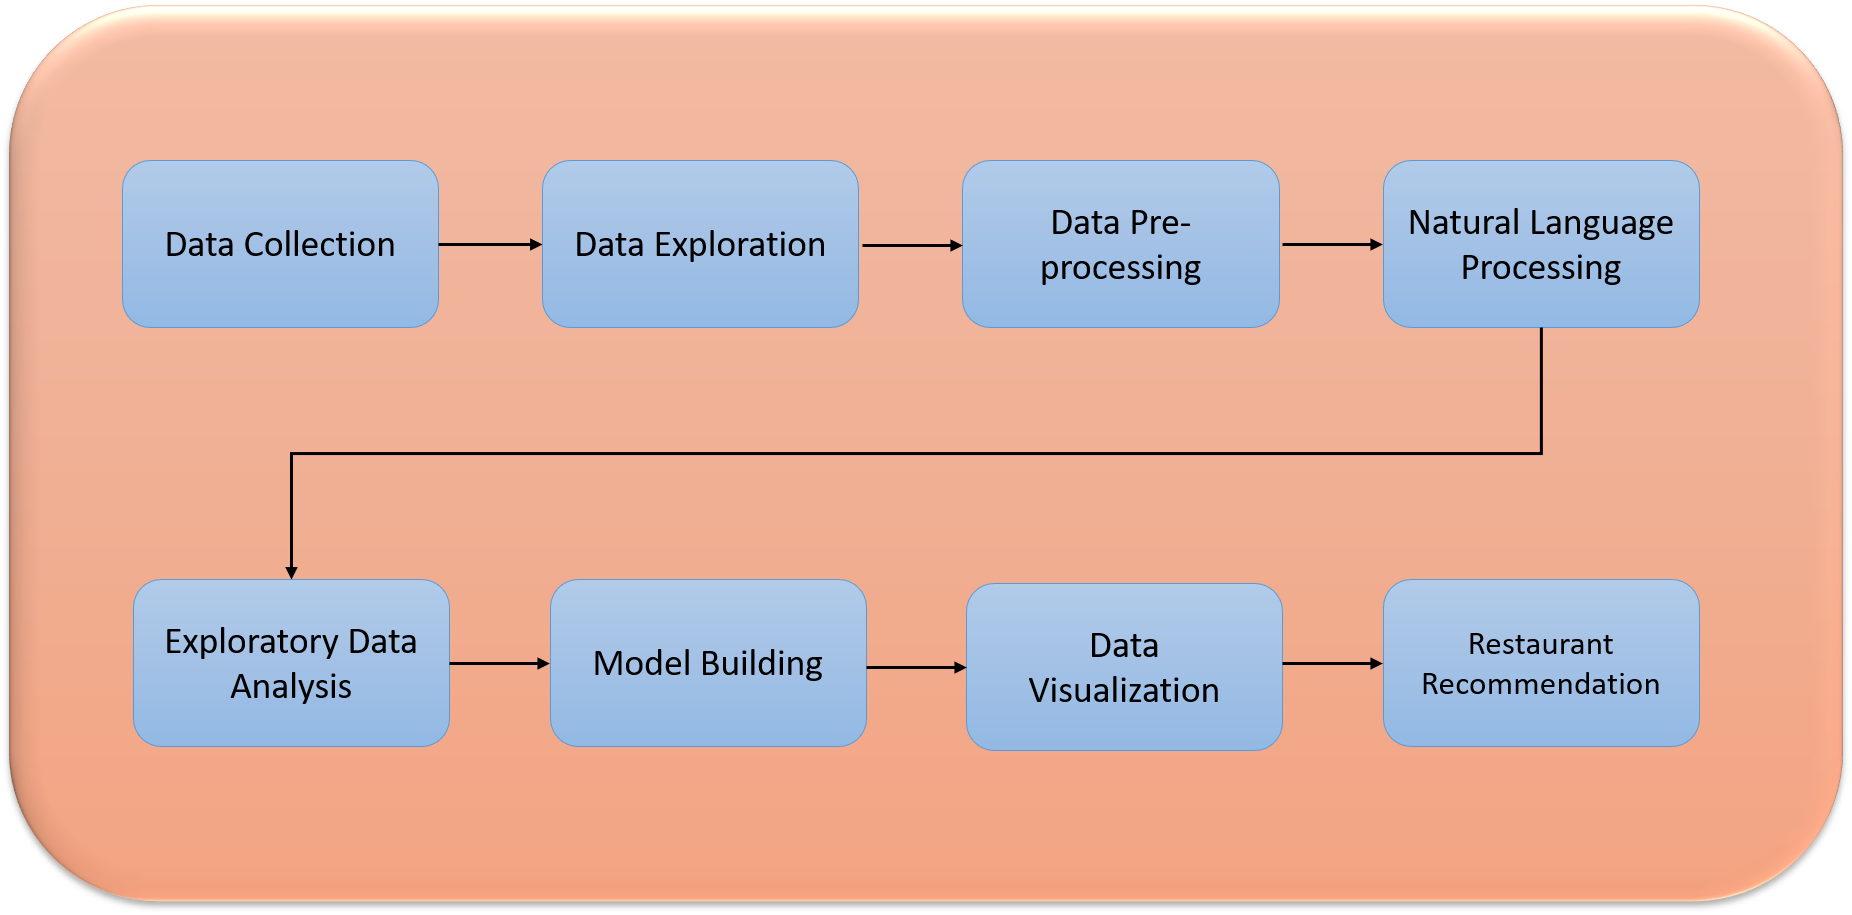 Data Collection
Data Exploration
Data Pre-
processing
Natural Language
Processing
Exploratory Data
Analysis
Model Building
Data
Visualization
Restaurant
Recommendation